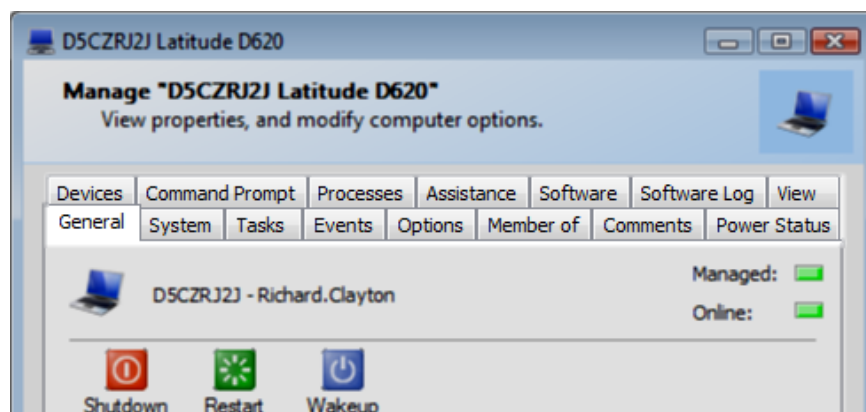 D5CZRJ2J Latitude D620
Manage "D5CZRJ2J Latitude D620"
View properties, and modify computer options.
Devices Command Prompt Processes Assistance Software Software Log View
General System Tasks Events Options Member of Comments Power Status
D5CZRJ2J - Richard.Clayton
Managed:
Online:
Shutdown Restart Wakeup